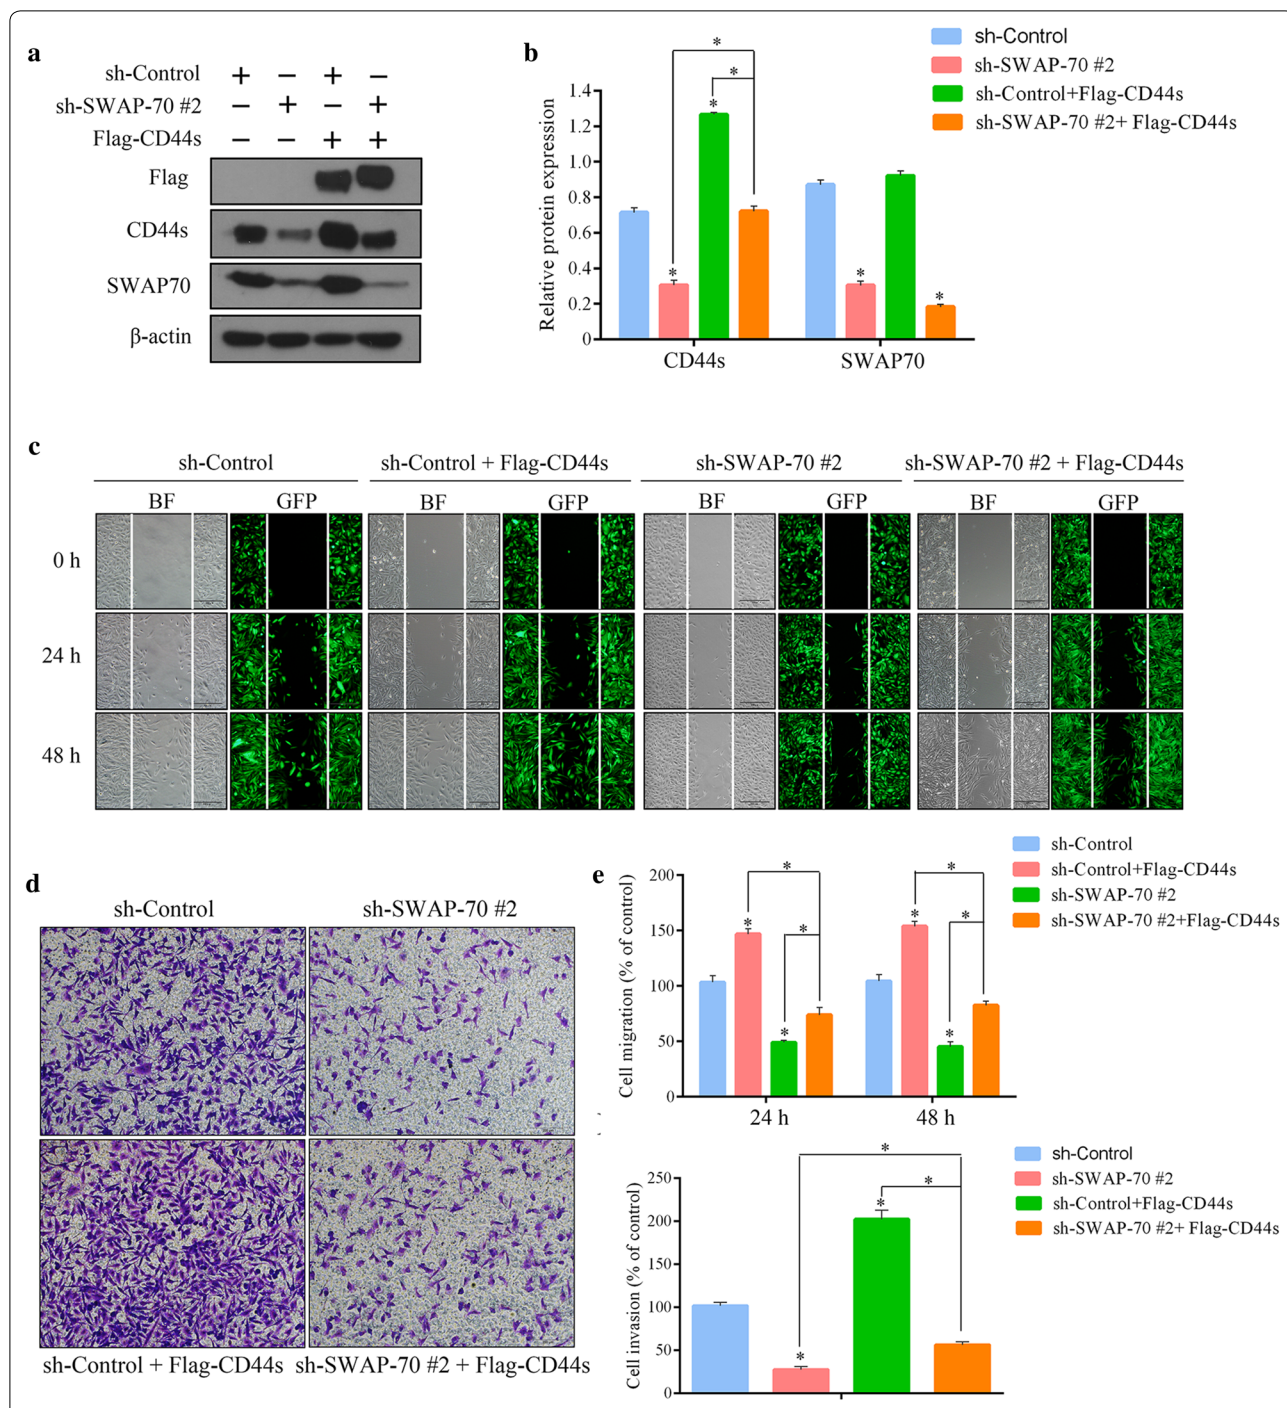 a
sh-Control + − + −
sh-SWAP-70 #2 − + − +
Flag-CD44s − − + +
Flag
CD44s
SWAP70
β-actin
b
sh-Control
sh-SWAP-70 #2
sh-Control+Flag-CD44s
sh-SWAP-70 #2+ Flag-CD44s
Relative protein expression
1.4
1.2
1.0
0.8
0.6
0.4
0.2
0
* * * * * *
CD44s SWAP70
c
sh-Control sh-Control + Flag-CD44s sh-SWAP-70 #2 sh-SWAP-70 #2 + Flag-CD44s
BF GFP BF GFP BF GFP BF GFP
0 h
24 h
48 h
d
sh-Control sh-SWAP-70 #2
sh-Control + Flag-CD44s sh-SWAP-70 #2 + Flag-CD44s
e
sh-Control
sh-Control+Flag-CD44s
sh-SWAP-70 #2
sh-SWAP-70 #2+Flag-CD44s
Cell migration (% of control)
200
150
100
50
0
* * * * * * * *
24 h 48 h
sh-Control
sh-SWAP-70 #2
sh-Control+Flag-CD44s
sh-SWAP-70 #2+ Flag-CD44s
Cell invasion (% of control)
250
200
150
100
50
0
* * * *